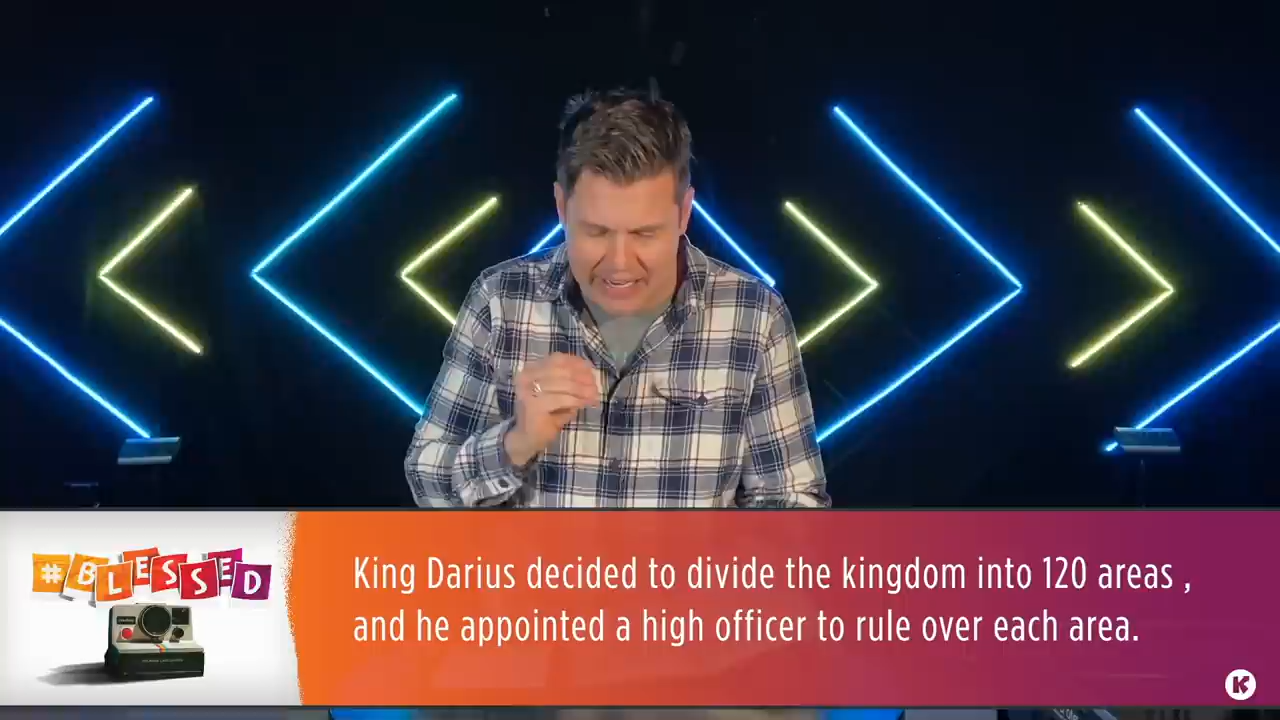 #BLESSED
King Darius decided to divide the kingdom into 120 areas ,
and he appointed a high officer to rule over each area.
K